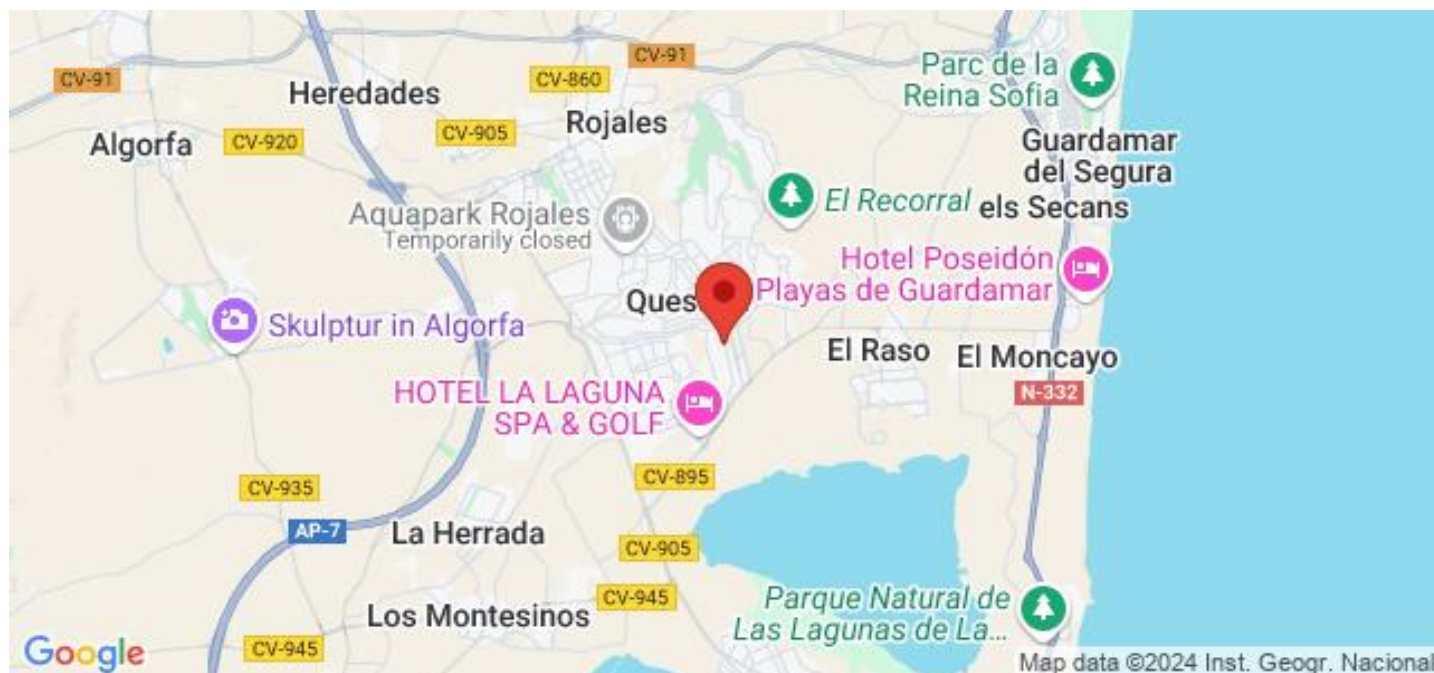 CV-91
Parc de la
Reina Sofia
CV-91
CV-860
Heredades
Rojales
CV-905
Algorfa
CV-920
Guardamar
del Segura
El Recorral
els Secans
Aquapark Rojales
Temporarily closed
Hotel Poseidón
Playas de Guardamar
Skulptur in Algorfa
El Raso
El Moncayo
N-332
HOTEL LA LAGUNA
SPA & GOLF
CV-895
CV-935
AP-7
La Herrada
CV-905
CV-945
Los Montesinos
Parque Natural de
Las Lagunas de La...
CV-945
Google
Map data ©2024 Inst. Geogr. Nacional